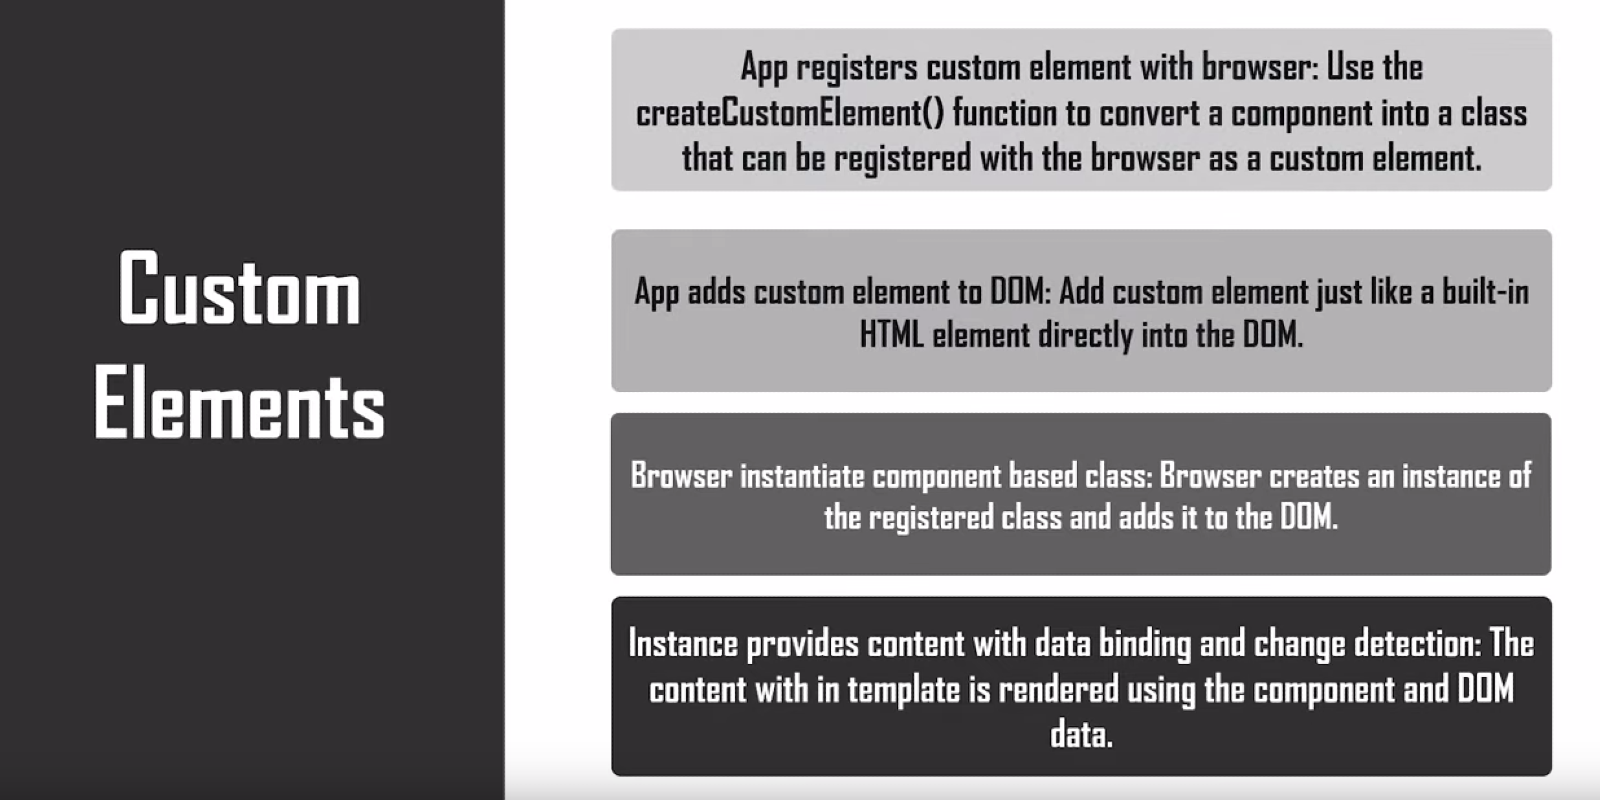 Custom
Elements
App registers custom element with browser: Use the
createCustomElement() function to convert a component into a class
that can be registered with the browser as a custom element.
App adds custom element to DOM: Add custom element just like a built-in
HTML element directly into the DOM.
Browser instantiate component based class: Browser creates an instance of
the registered class and adds it to the DOM.
Instance provides content with data binding and change detection: The
content with in template is rendered using the component and DOM
data.